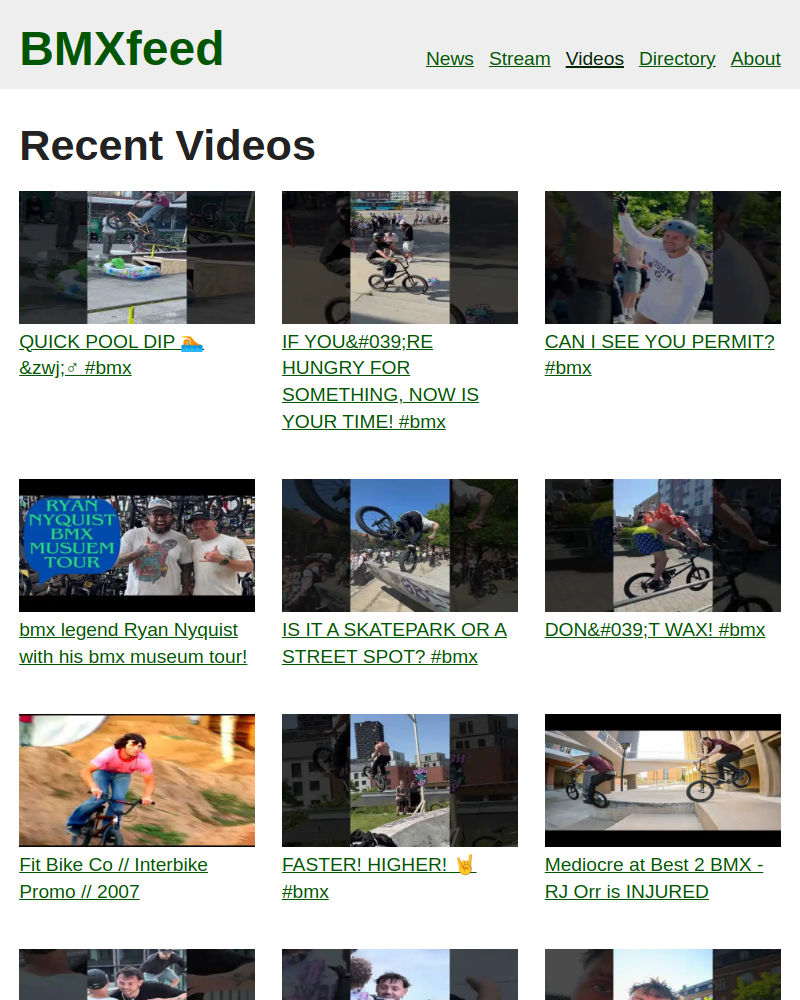 BMXfeed
News Stream Videos Directory About
Recent Videos
QUICK POOL DIP 🏊
&zwj;♂ #bmx
IF YOU&#039;RE
HUNGRY FOR
SOMETHING, NOW IS
YOUR TIME! #bmx
CAN I SEE YOU PERMIT?
#bmx
RYAN
NYQUIST
BMX
MUSUEM
TOUR
bmx legend Ryan Nyquist
with his bmx museum tour!
IS IT A SKATEPARK OR A
STREET SPOT? #bmx
DON&#039;T WAX! #bmx
Fit Bike Co // Interbike
Promo // 2007
FASTER! HIGHER! 🤘
#bmx
Mediocre at Best 2 BMX -
RJ Orr is INJURED